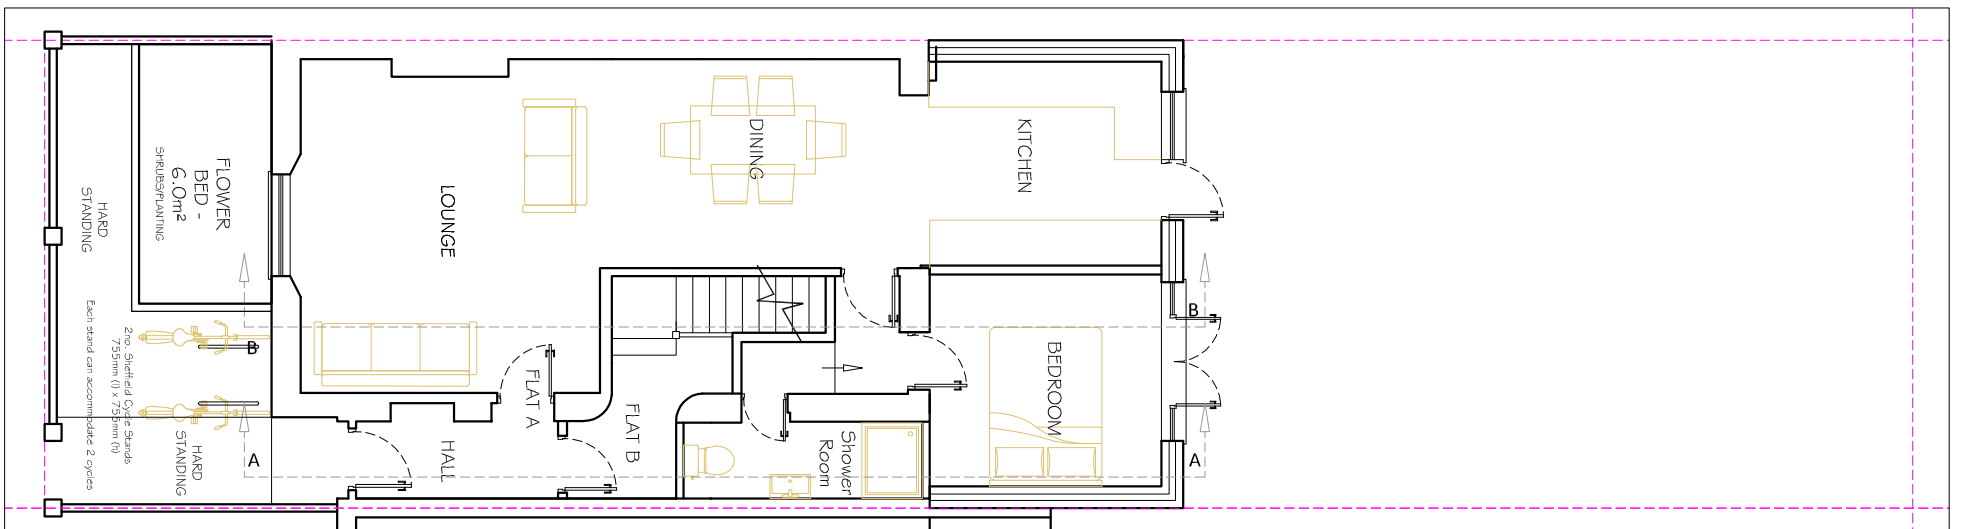 HARD
STANDING
FLOWER
BED -
6.0m²
SHRUBS/PLANTING
2no. Sheffield Cycle Stands
755mm (l) x 755mm (h)
Each stand can accommodate 2 cycles
HARD
STANDING
LOUNGE
DINING
KITCHEN
HALL
FLAT A
FLAT B
Shower
Room
BEDROOM
B
B
A
A